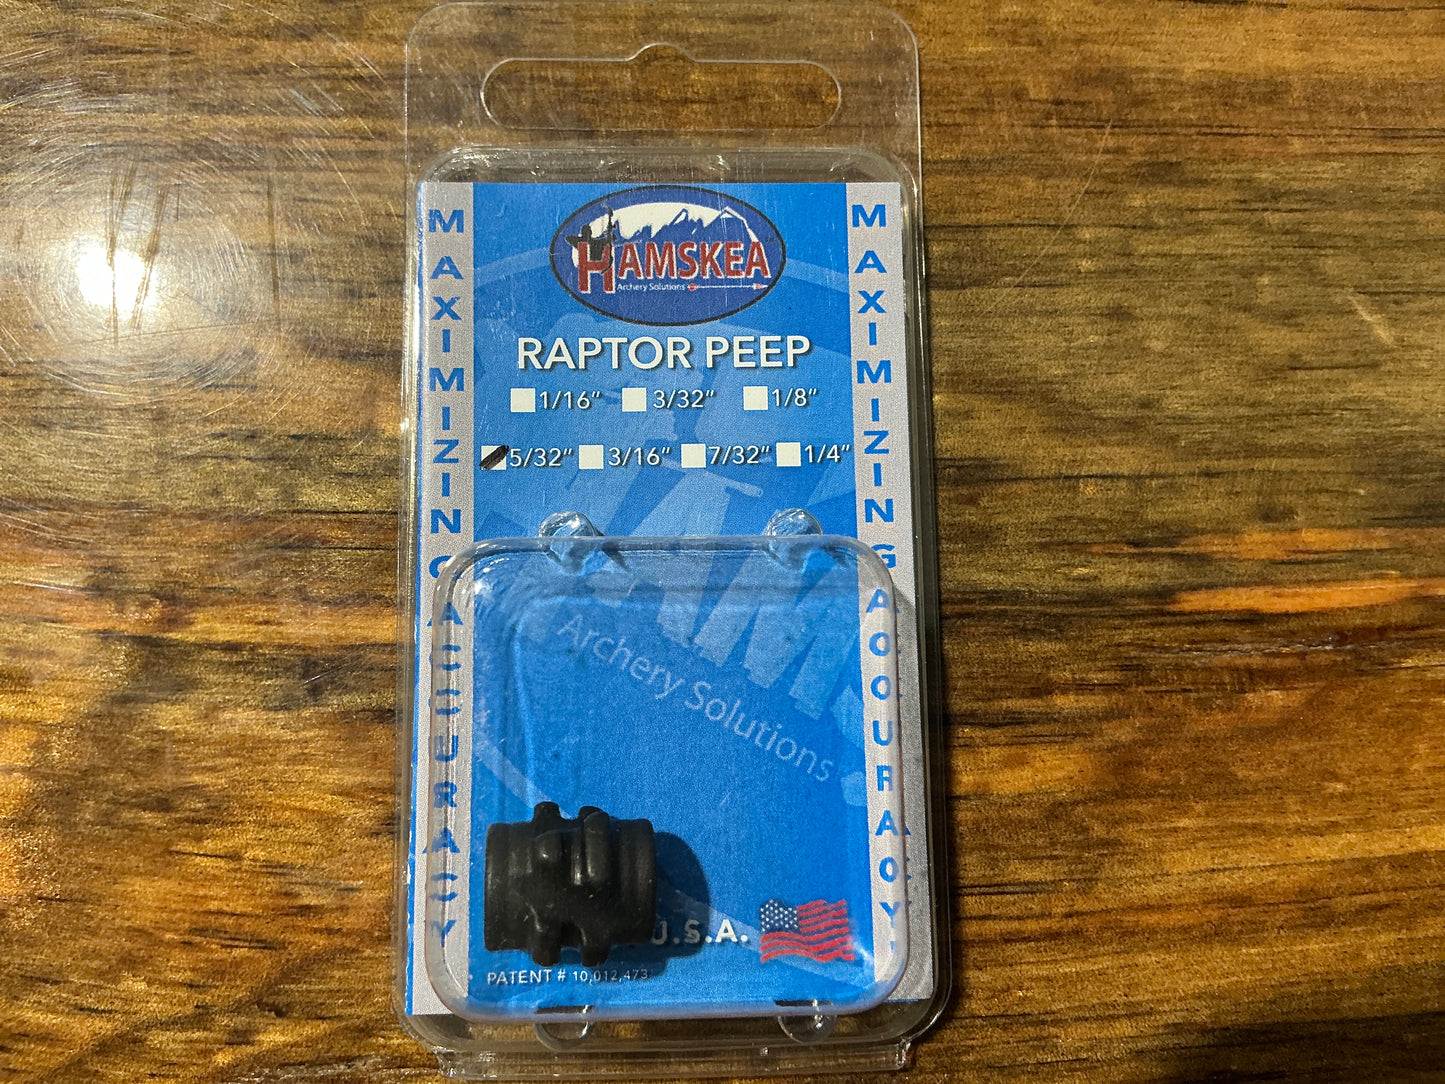 HAMSKEA
Archery Solutions
RAPTOR PEEP
1/16" 3/32" 1/8"
5/32" 3/16" 7/32" 1/4"
MAXIMIZING ACCURACY
MAXIMIZING ACCURACY
Archery Solutions
U.S.A.
PATENT # 10,012,473